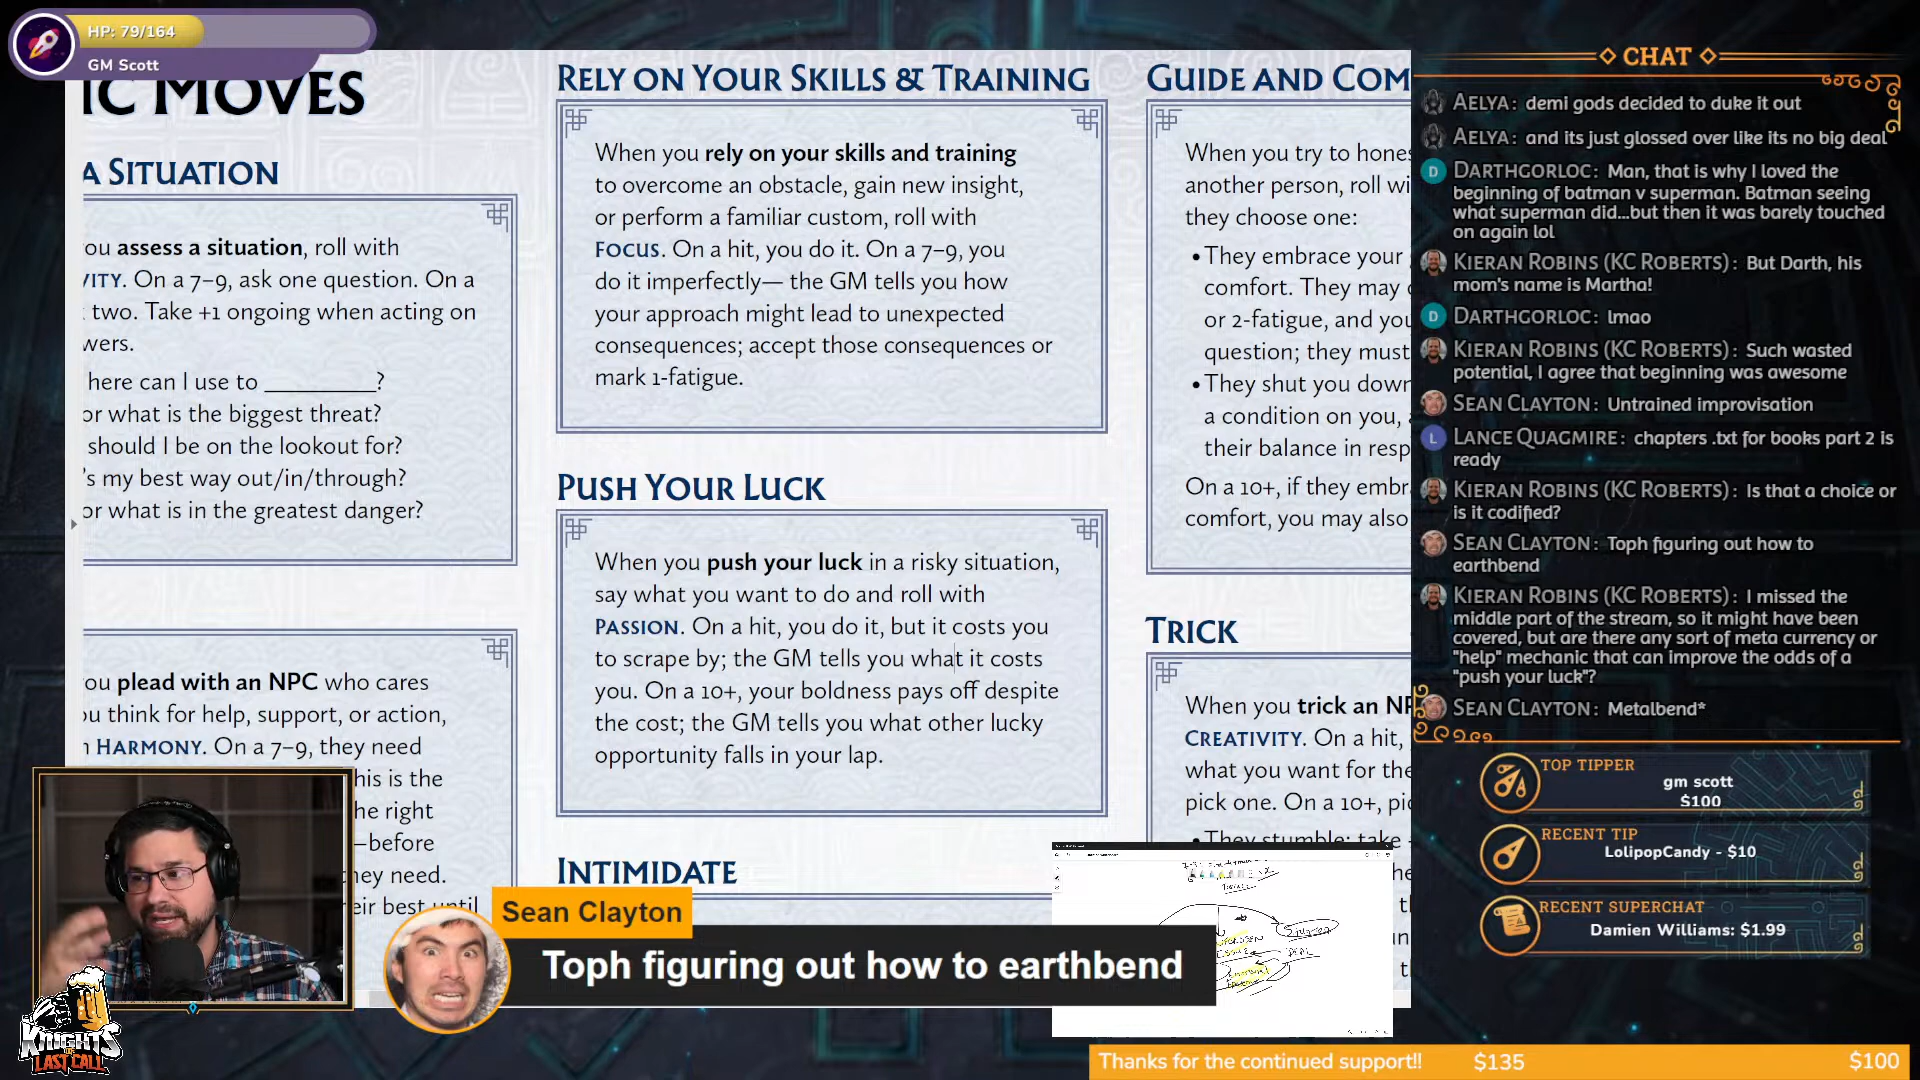 HP: 79/164
GM Scott
IC MOVES
A SITUATION
ou assess a situation, roll with
VITY. On a 7–9, ask one question. On a
two. Take +1 ongoing when acting on
wers.
here can I use to __________?
or what is the biggest threat?
should I be on the lookout for?
's my best way out/in/through?
or what is in the greatest danger?
ou plead with an NPC who cares
ou think for help, support, or action,
HARMONY. On a 7–9, they need
his is the
he right
—before
hey need.
eir best until
RELY ON YOUR SKILLS & TRAINING
When you rely on your skills and training
to overcome an obstacle, gain new insight,
or perform a familiar custom, roll with
FOCUS. On a hit, you do it. On a 7–9, you
do it imperfectly— the GM tells you how
your approach might lead to unexpected
consequences; accept those consequences or
mark 1-fatigue.
PUSH YOUR LUCK
When you push your luck in a risky situation,
say what you want to do and roll with
PASSION. On a hit, you do it, but it costs you
to scrape by; the GM tells you what it costs
you. On a 10+, your boldness pays off despite
the cost; the GM tells you what other lucky
opportunity falls in your lap.
INTIMIDATE
GUIDE AND COM
When you try to hones
another person, roll wi
they choose one:
• They embrace your
comfort. They may
or 2-fatigue, and you
question; they must
• They shut you down
a condition on you,
their balance in resp
On a 10+, if they embr
comfort, you may also
TRICK
When you trick an NP
CREATIVITY. On a hit,
what you want for the
pick one. On a 10+, pic
• They stumble; take
Sean Clayton
Toph figuring out how to earthbend
KNIGHTS
OF
LAST CALL
CHAT
AELYA: demi gods decided to duke it out
AELYA: and its just glossed over like its no big deal
D DARTHGORLOC: Man, that is why I loved the
beginning of batman v superman. Batman seeing
what superman did...but then it was barely touched
on again lol
KIERAN ROBINS (KC ROBERTS): But Darth, his
mom's name is Martha!
D DARTHGORLOC: lmao
KIERAN ROBINS (KC ROBERTS): Such wasted
potential, I agree that beginning was awesome
SEAN CLAYTON: Untrained improvisation
L LANCE QUAGMIRE: chapters .txt for books part 2 is
ready
KIERAN ROBINS (KC ROBERTS): Is that a choice or
is it codified?
SEAN CLAYTON: Toph figuring out how to
earthbend
KIERAN ROBINS (KC ROBERTS): I missed the
middle part of the stream, so it might have been
covered, but are there any sort of meta currency or
"help" mechanic that can improve the odds of a
"push your luck"?
SEAN CLAYTON: Metalbend*
TOP TIPPER
gm scott
$100
RECENT TIP
LolipopCandy - $10
RECENT SUPERCHAT
Damien Williams: $1.99
Thanks for the continued support!! $135 $100